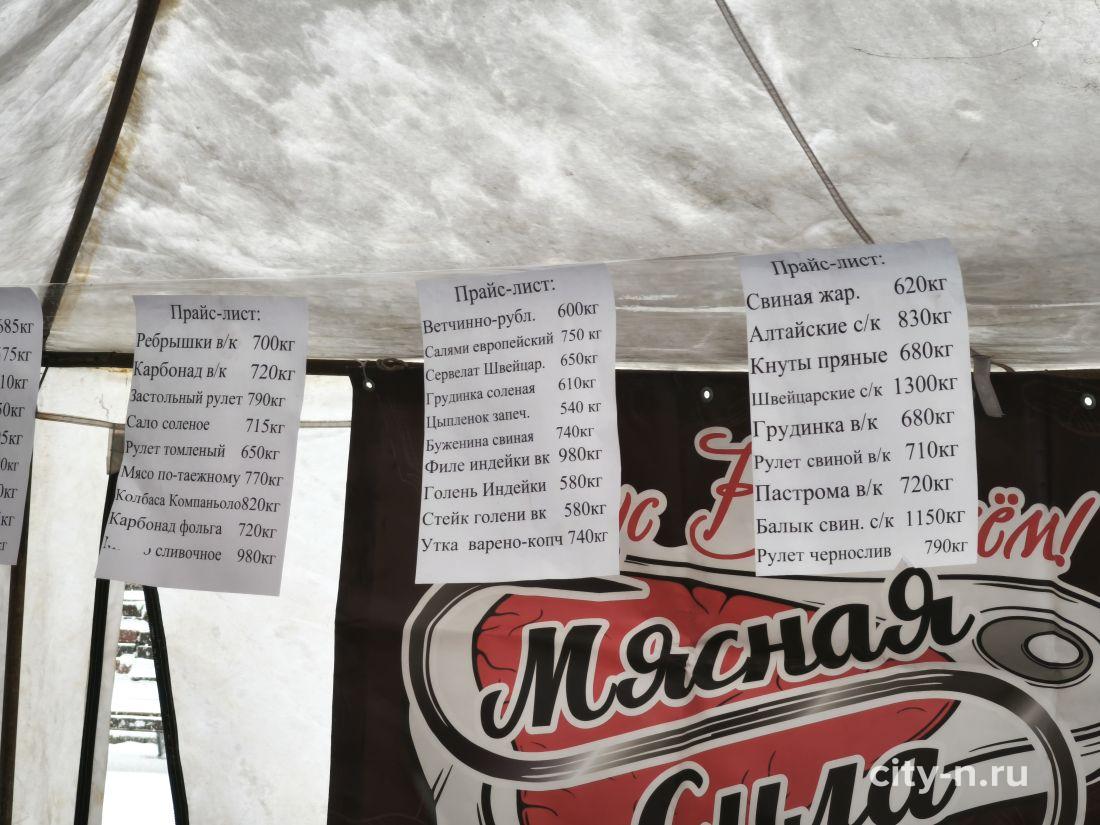 685кг
Прайс-лист:
Ребрышки в/к 700кг
Карбонад в/к 720кг
Застольный рулет 790кг
Сало соленое 715кг
Рулет томленый 650кг
Мясо по-таежному 770кг
Колбаса Компаньоло820кг
Карбонад фольга 720кг
сливочное 980кг
Прайс-лист:
Ветчинно-рубл. 600кг
Салями европейский 750 кг
Сервелат Швейцар. 650кг
Грудинка соленая 610кг
Цыпленок запеч. 540 кг
Буженина свиная 740кг
Филе индейки вк 980кг
Голень Индейки 580кг
Стейк голени вк 580кг
Утка варено-копч 740кг
Прайс-лист:
Свиная жар. 620кг
Алтайские с/к 830кг
Кнуты пряные 680кг
Швейцарские с/к 1300кг
Грудинка в/к 680кг
Рулет свиной в/к 710кг
Пастрома в/к 720кг
Балык свин. с/к 1150кг
Рулет чернослив 790кг
Мясная
Сила
city-n.ru